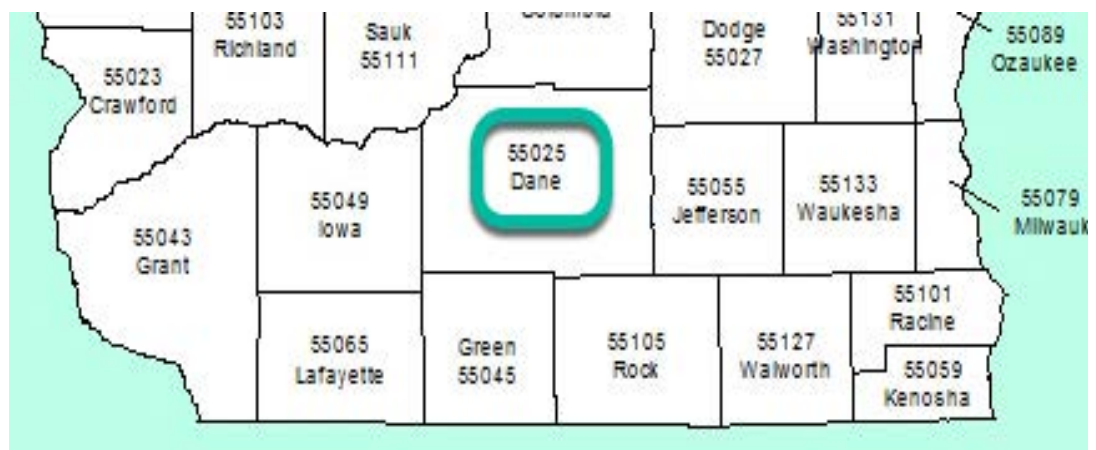 55103
Richland
Sauk
55111
Columbia
Dodge
55027
55131
Washington
55089
Ozaukee
55023
Crawford
55025
Dane
55049
Iowa
55055
Jefferson
55133
Waukesha
55079
Milwauk
55043
Grant
55101
Racine
55065
Lafayette
Green
55045
55105
Rock
55127
Walworth
55059
Kenosha